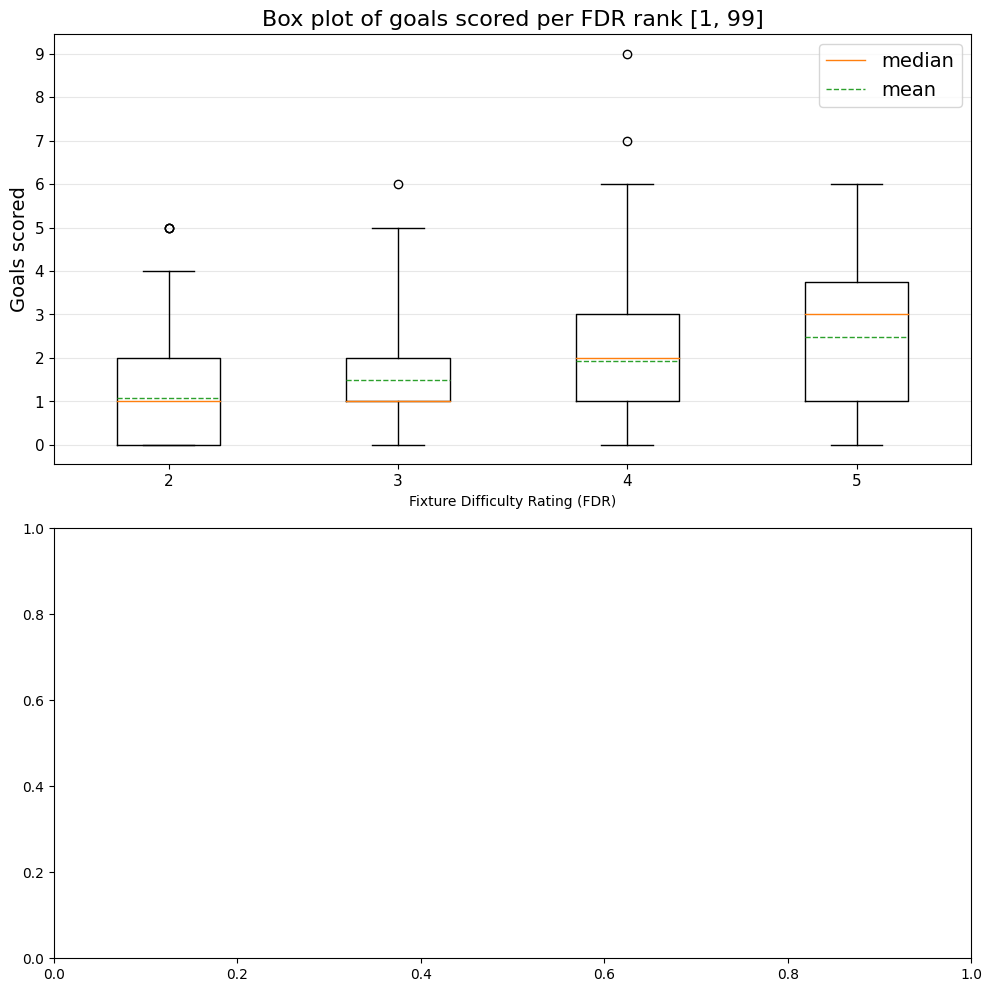 Box plot of goals scored per FDR rank [1, 99]
median
mean
Goals scored
9
8
7
6
5
4
3
2
1
0
2 3 4 5
Fixture Difficulty Rating (FDR)
1.0
0.8
0.6
0.4
0.2
0.0
0.0 0.2 0.4 0.6 0.8 1.0